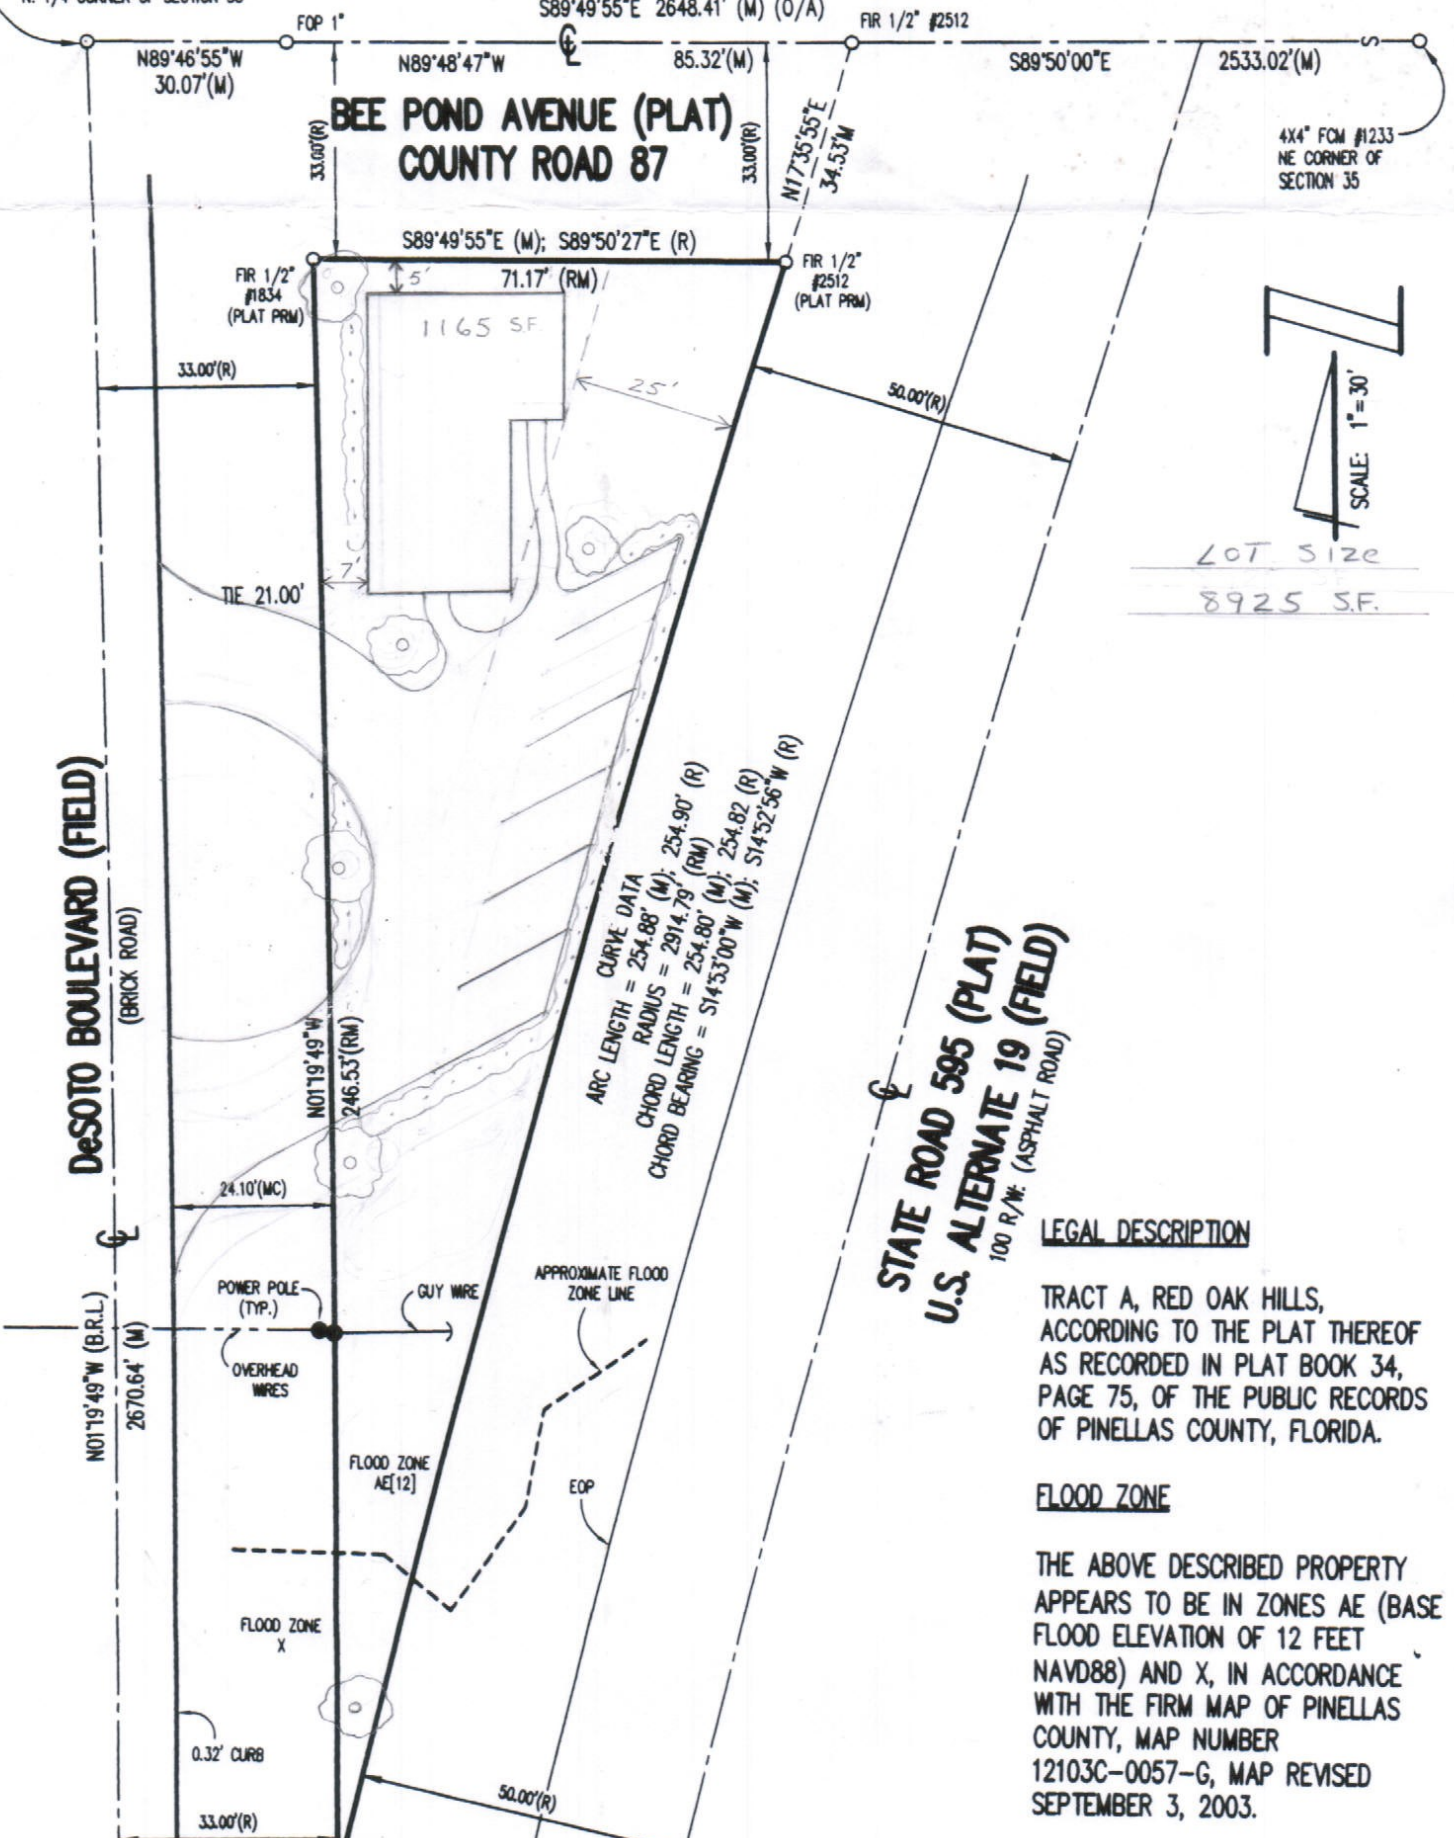 S89°49'55"E 2648.41' (M) (O/A)
FOP 1"
FIR 1/2" #2512
N89°46'55"W
30.07'(M)
N89°48'47"W
85.32'(M)
S89°50'00"E
2533.02'(M)
S
BEE POND AVENUE (PLAT)
COUNTY ROAD 87
33.00'(R)
33.00'(R)
N17°35'55"E
34.53'M
4X4" FCM #1233
NE CORNER OF
SECTION 35
S89°49'55"E (M); S89°50'27"E (R)
71.17' (RM)
FIR 1/2"
#1834
(PLAT PRM)
FIR 1/2"
#2512
(PLAT PRM)
5'
1165 S.F.
33.00'(R)
25'
50.00'(R)
SCALE: 1"=30'
LOT Size
8925 S.F.
7'
TIE 21.00'
DeSOTO BOULEVARD (FIELD)
(BRICK ROAD)
N01°19'49"W
246.53'(RM)
CURVE DATA
ARC LENGTH = 254.88' (M); 254.90' (R)
RADIUS = 2914.79' (RM)
CHORD LENGTH = 254.80' (M); 254.82 (R)
CHORD BEARING = S14°53'00"W (M); S14°52'56"W (R)
STATE ROAD 595 (PLAT)
U.S. ALTERNATE 19 (FIELD)
100 R/W: (ASPHALT ROAD)
24.10'(MC)
POWER POLE
(TYP.)
GUY WIRE
OVERHEAD
WIRES
APPROXIMATE FLOOD
ZONE LINE
N01°19'49"W (B.R.L.)
2670.64' (M)
FLOOD ZONE
AE[12]
EOP
FLOOD ZONE
X
0.32' CURB
33.00'(R)
50.00'(R)
LEGAL DESCRIPTION
TRACT A, RED OAK HILLS,
ACCORDING TO THE PLAT THEREOF
AS RECORDED IN PLAT BOOK 34,
PAGE 75, OF THE PUBLIC RECORDS
OF PINELLAS COUNTY, FLORIDA.
FLOOD ZONE
THE ABOVE DESCRIBED PROPERTY
APPEARS TO BE IN ZONES AE (BASE
FLOOD ELEVATION OF 12 FEET
NAVD88) AND X, IN ACCORDANCE
WITH THE FIRM MAP OF PINELLAS
COUNTY, MAP NUMBER
12103C-0057-G, MAP REVISED
SEPTEMBER 3, 2003.